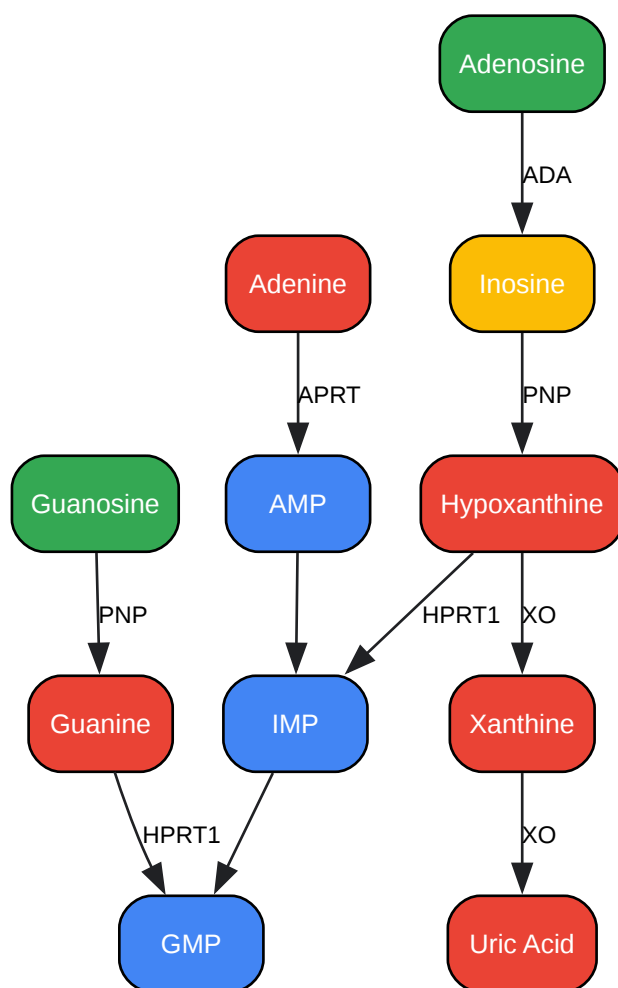 Adenosine
ADA
Adenine
Inosine
APRT
PNP
Guanosine
AMP
Hypoxanthine
PNP
HPRT1
XO
Guanine
IMP
Xanthine
HPRT1
XO
GMP
Uric Acid